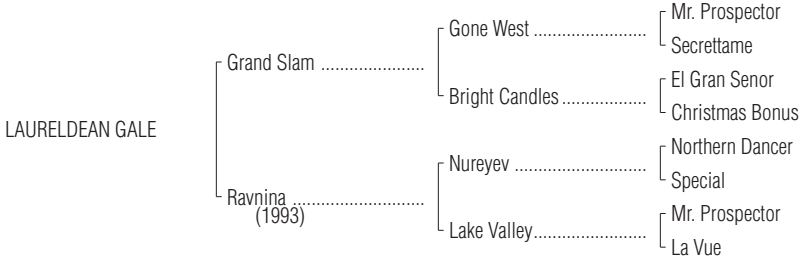 Mr. Prospector
Gone West ........................
Secrettame
Grand Slam ......................
El Gran Senor
Bright Candles ..................
Christmas Bonus
LAURELDEAN GALE
Northern Dancer
Nureyev ............................
Special
Ravnina ............................
(1993)
Mr. Prospector
Lake Valley........................
La Vue